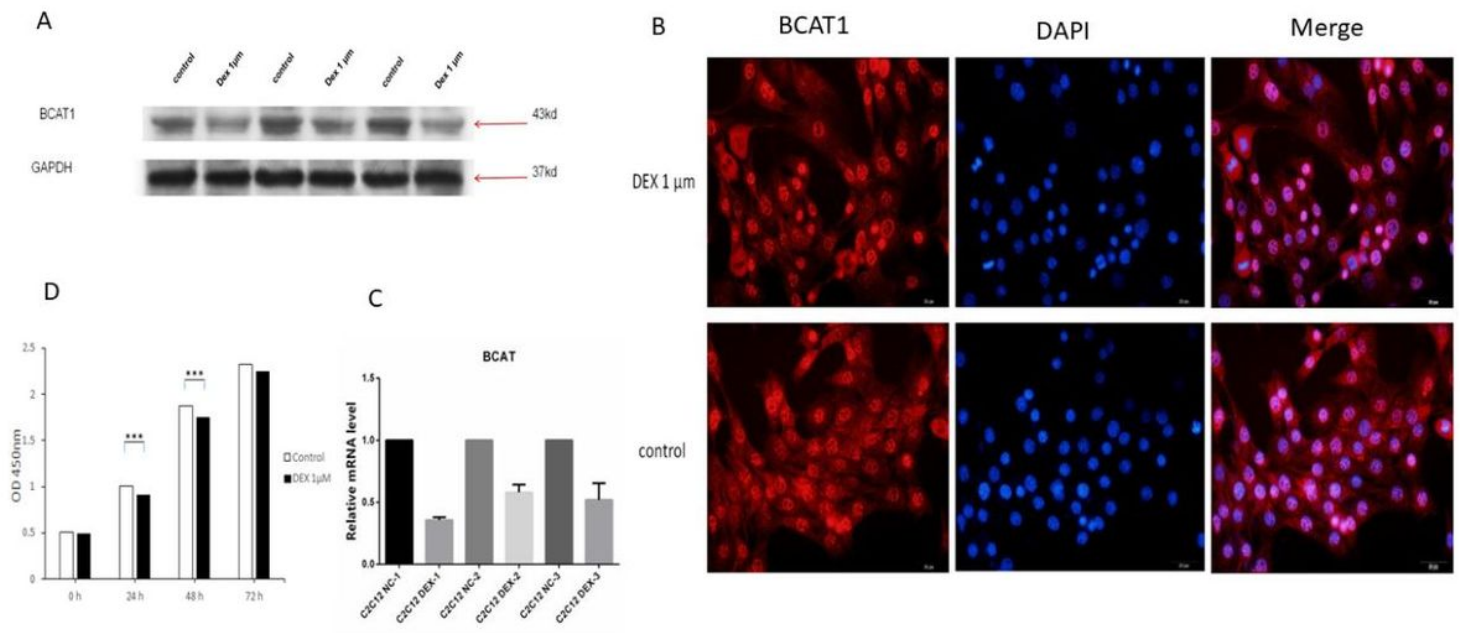 A
control Dex 1μm control Dex 1 μm control Dex 1 μm
BCAT1
43kd
GAPDH
37kd
B
BCAT1 DAPI Merge
DEX 1 μm
control
D
2.5
2
1.5
1
0.5
0
OD 450nm
***
***
Control
DEX 1μM
0 h 24 h 48 h 72 h
C
BCAT
1.5
1.0
0.5
0.0
Relative mRNA level
C2C12 NC-1 C2C12 DEX-1 C2C12 NC-2 C2C12 DEX-2 C2C12 NC-3 C2C12 DEX-3